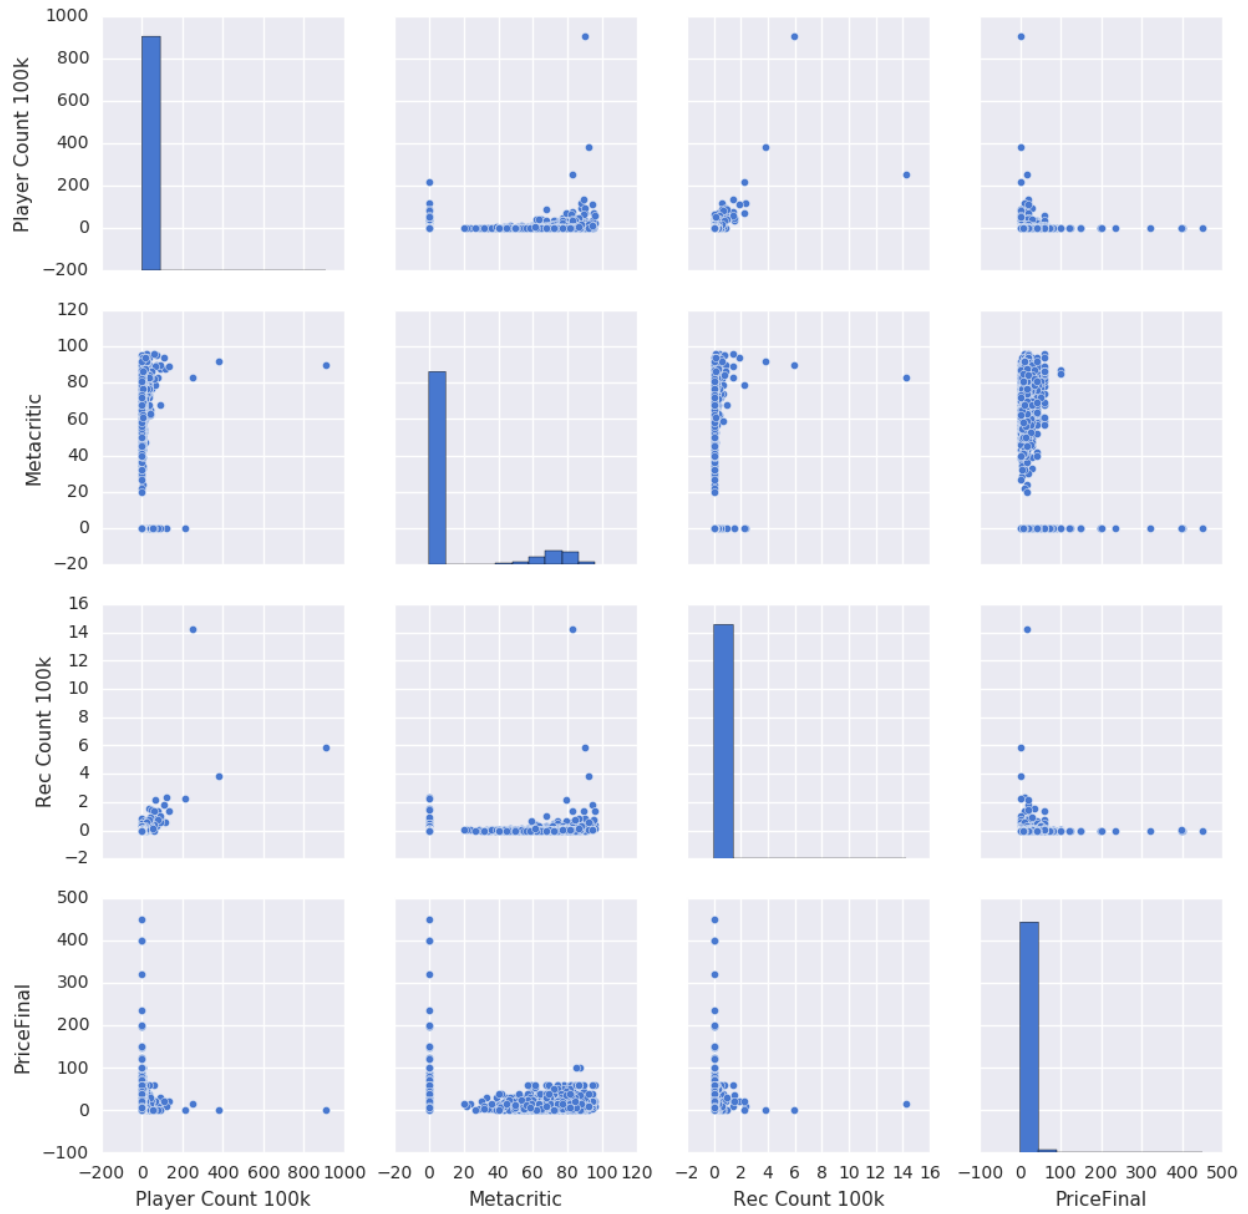 1000
800
600
400
200
0
−200
Player Count 100k
120
100
80
60
40
20
0
−20
Metacritic
16
14
12
10
8
6
4
2
0
−2
Rec Count 100k
500
400
300
200
100
0
−100
PriceFinal
−200 0 200 400 600 800 1000
−20 0 20 40 60 80 100 120
−2 0 2 4 6 8 10 12 14 16
−100 0 100 200 300 400 500
Player Count 100k
Metacritic
Rec Count 100k
PriceFinal